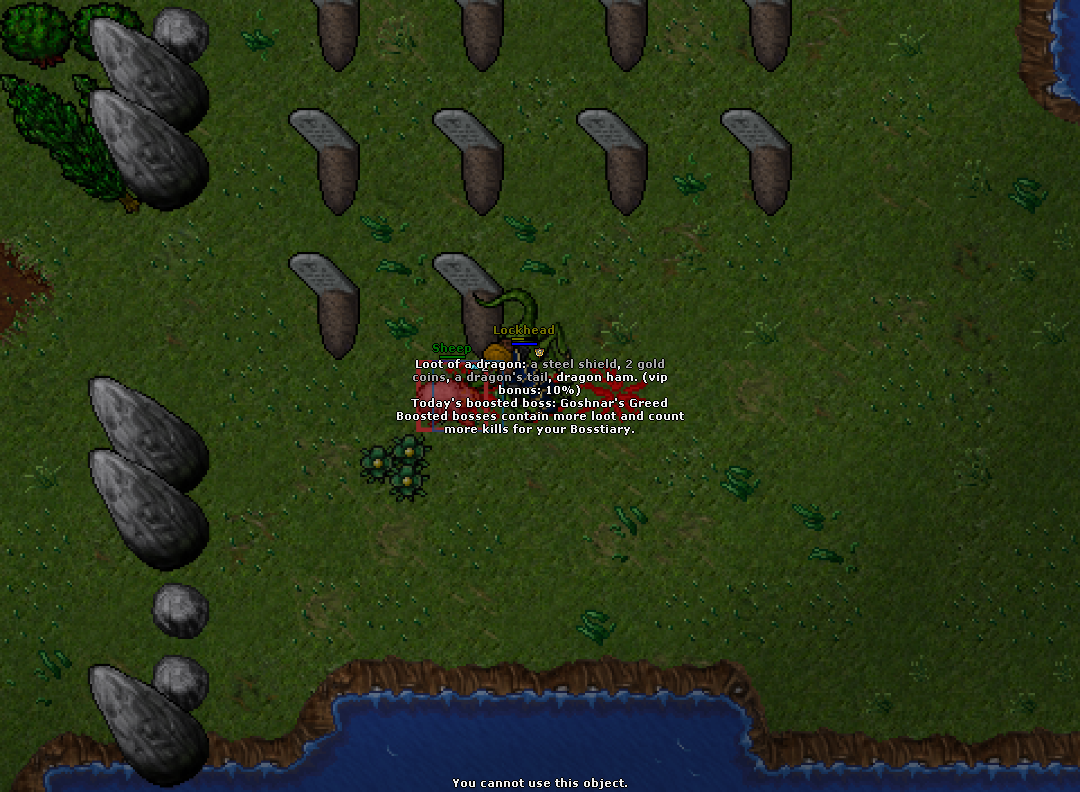 Lockhead
Sheep
Loot of a dragon: a steel shield, 2 gold
coins, a dragon's tail, dragon ham. (vip
bonus: 10%)
Today's boosted boss: Goshnar's Greed
Boosted bosses contain more loot and count
more kills for your Bosstiary.
You cannot use this object.